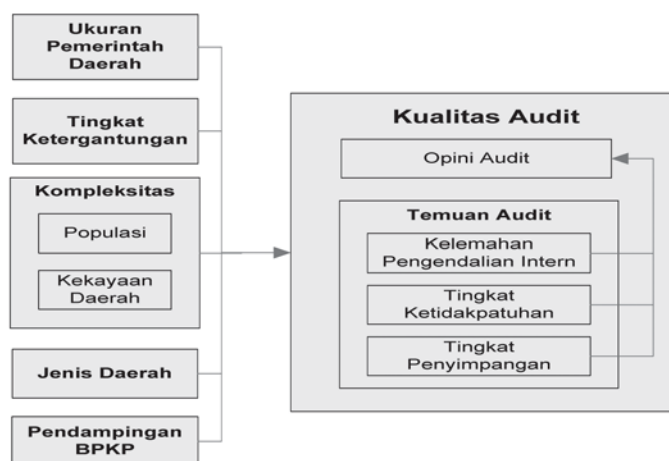 Ukuran
Pemerintah
Daerah
Tingkat
Ketergantungan
Kompleksitas
Populasi
Kekayaan
Daerah
Jenis Daerah
Pendampingan
BPKP
Kualitas Audit
Opini Audit
Temuan Audit
Kelemahan
Pengendalian Intern
Tingkat
Ketidakpatuhan
Tingkat
Penyimpangan